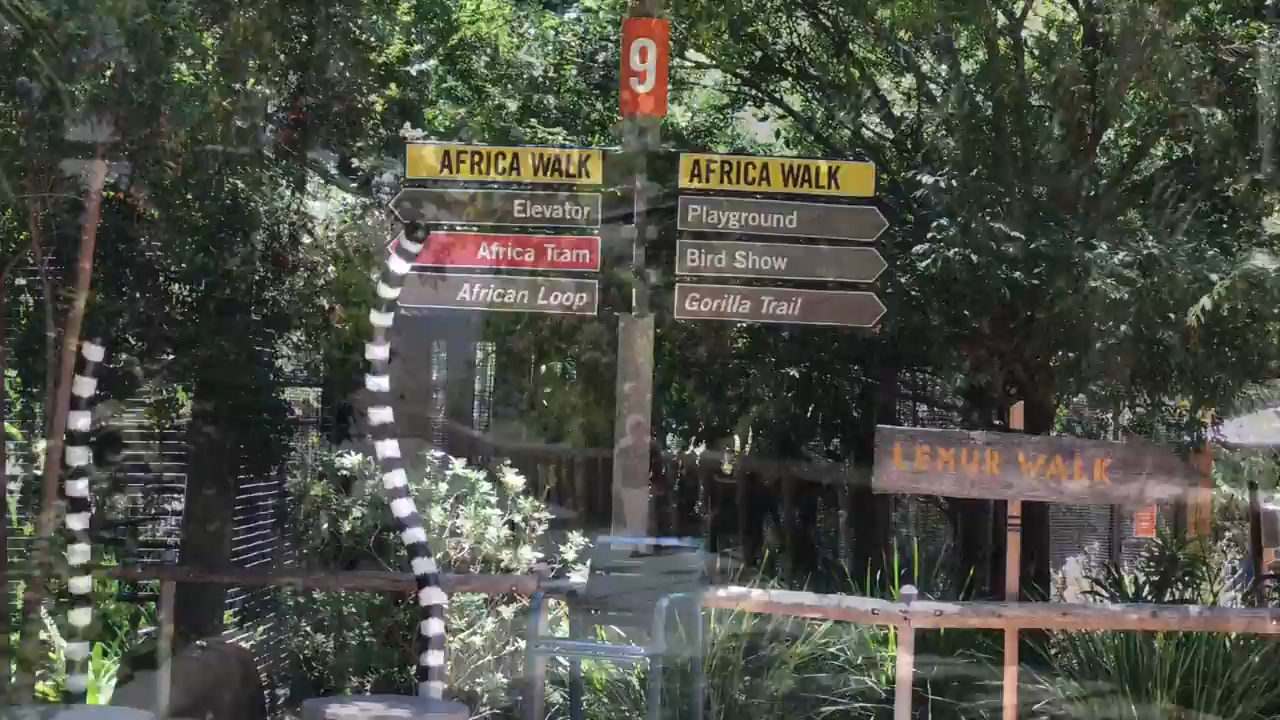 9
AFRICA WALK
Elevator
Africa Tram
African Loop
AFRICA WALK
Playground
Bird Show
Gorilla Trail
LEMUR WALK